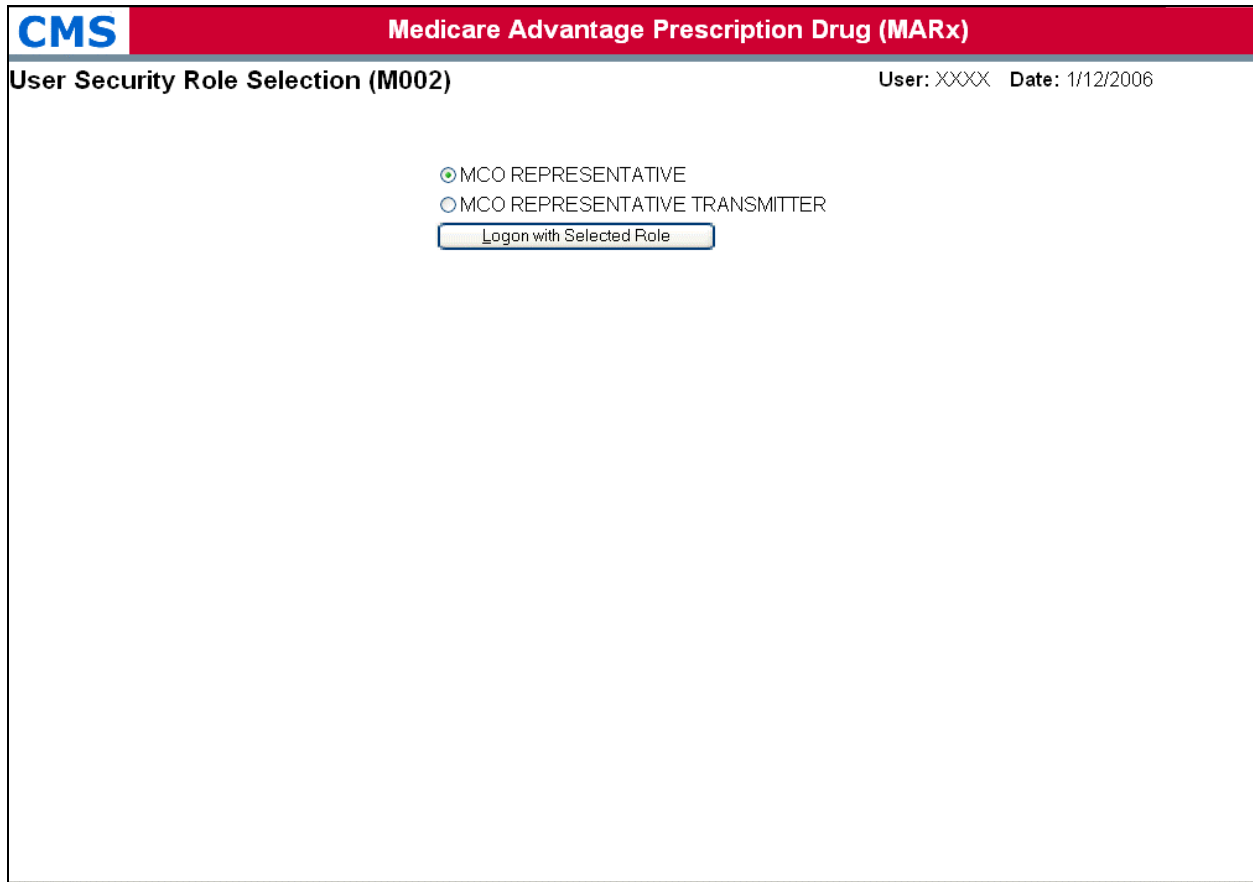 CMS
Medicare Advantage Prescription Drug (MARx)
User Security Role Selection (M002)
User: XXXX Date: 1/12/2006
MCO REPRESENTATIVE
MCO REPRESENTATIVE TRANSMITTER
Logon with Selected Role